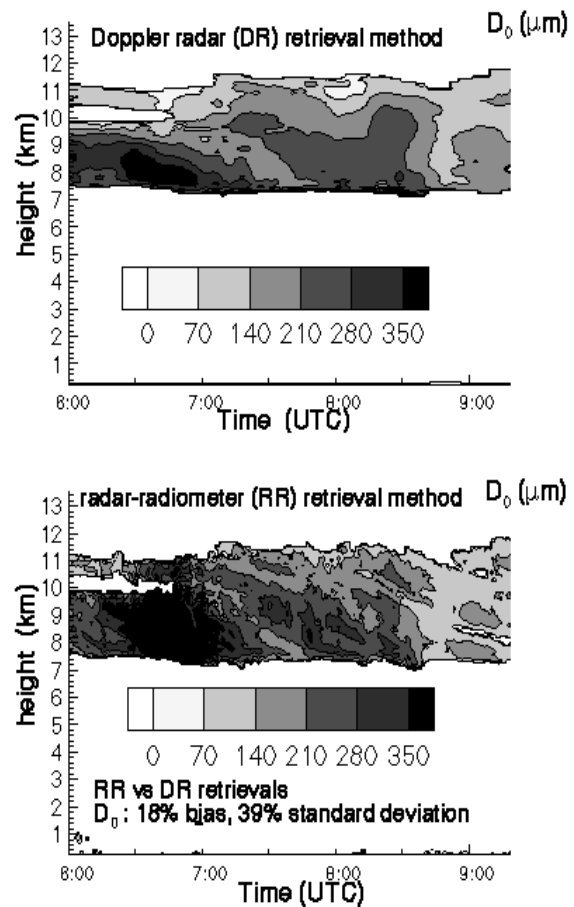 Doppler radar (DR) retrieval method D₀ (μm)
13
12
11
10
9
8
7
6
5
4
3
2
1
height (km)
0 70 140 210 280 350
6:00 7:00 8:00 9:00
Time (UTC)
radar-radiometer (RR) retrieval method D₀ (μm)
13
12
11
10
9
8
7
6
5
4
3
2
1
height (km)
0 70 140 210 280 350
RR vs DR retrievals
D₀ : 18% bias, 39% standard deviation
6:00 7:00 8:00 9:00
Time (UTC)